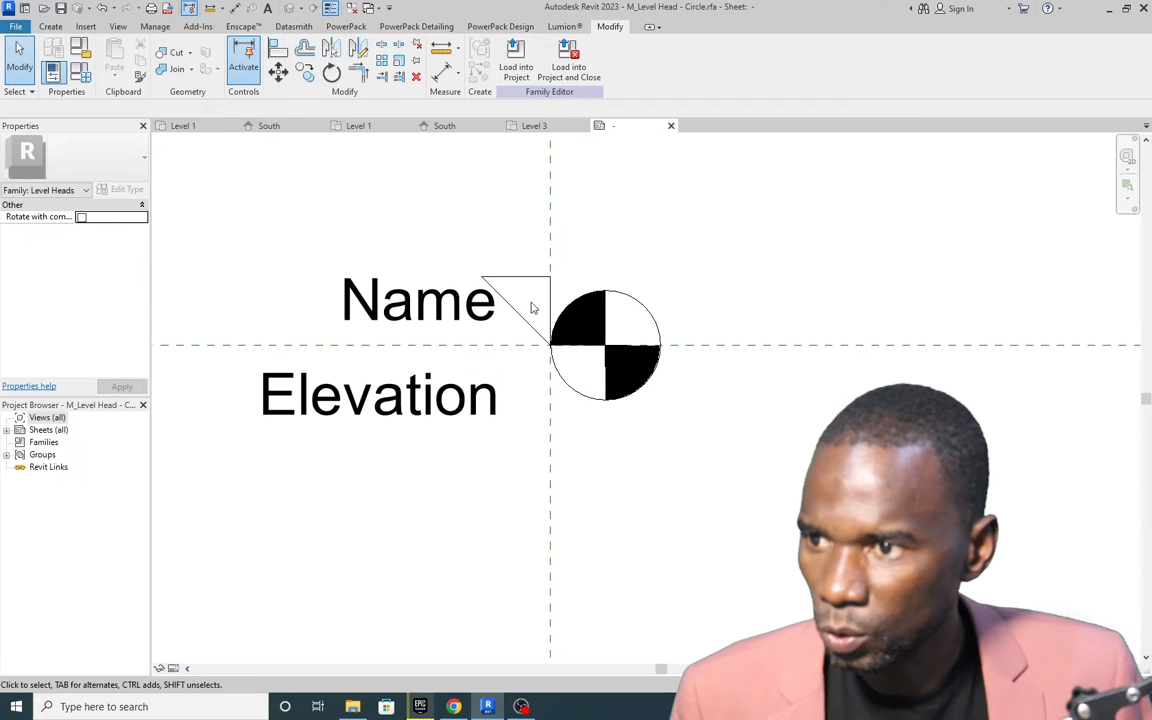 Autodesk Revit 2023 - M_Level Head - Circle.rfa - Sheet: -
Sign In
File Create Insert View Manage Add-Ins Enscape™ Datasmith PowerPack PowerPack Detailing PowerPack Design Lumion® Modify
Modify
Paste
Cut
Join
Activate
Load into Project
Load into Project and Close
Select Properties Clipboard Geometry Controls Modify Measure Create Family Editor
Level 1 South Level 1 South Level 3 -
Properties
R
Family: Level Heads Edit Type
Other
Rotate with com...
Name
Elevation
Properties help Apply
Project Browser - M_Level Head - C...
Views (all)
Sheets (all)
Families
Groups
Revit Links
Click to select, TAB for alternates, CTRL adds, SHIFT unselects.
Type here to search